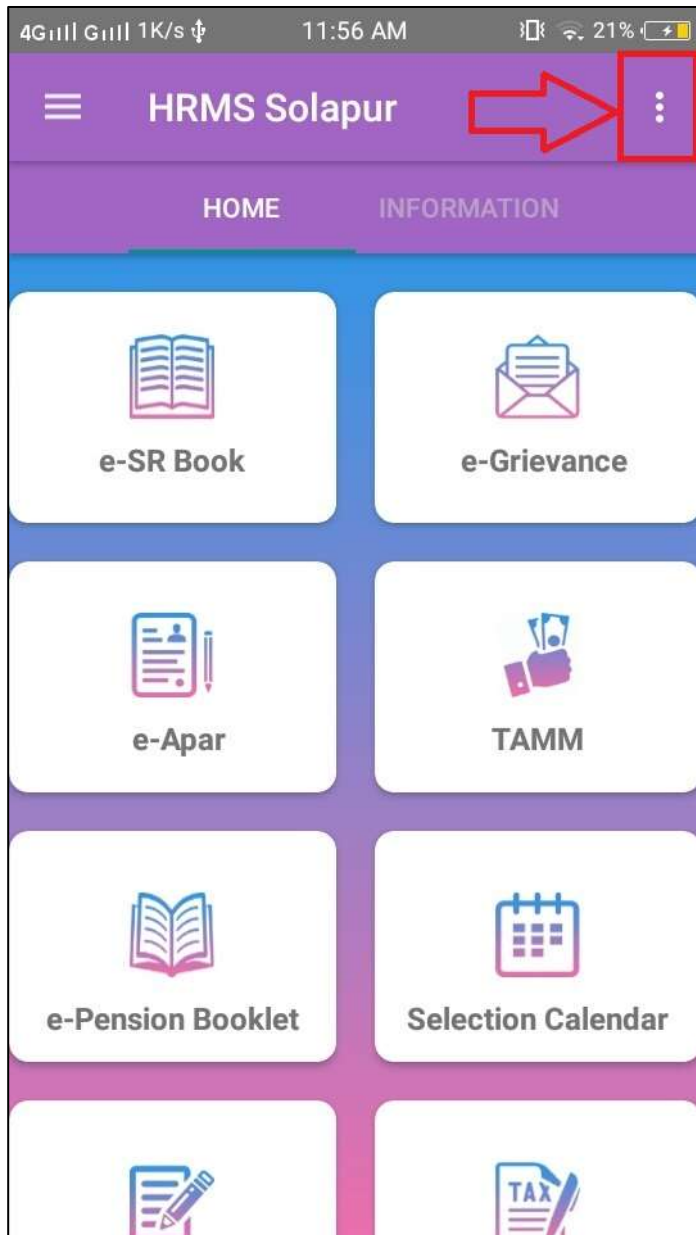 4G G 1K/s 11:56 AM 21%
HRMS Solapur
HOME INFORMATION
e-SR Book e-Grievance
e-Apar TAMM
e-Pension Booklet Selection Calendar
TAX